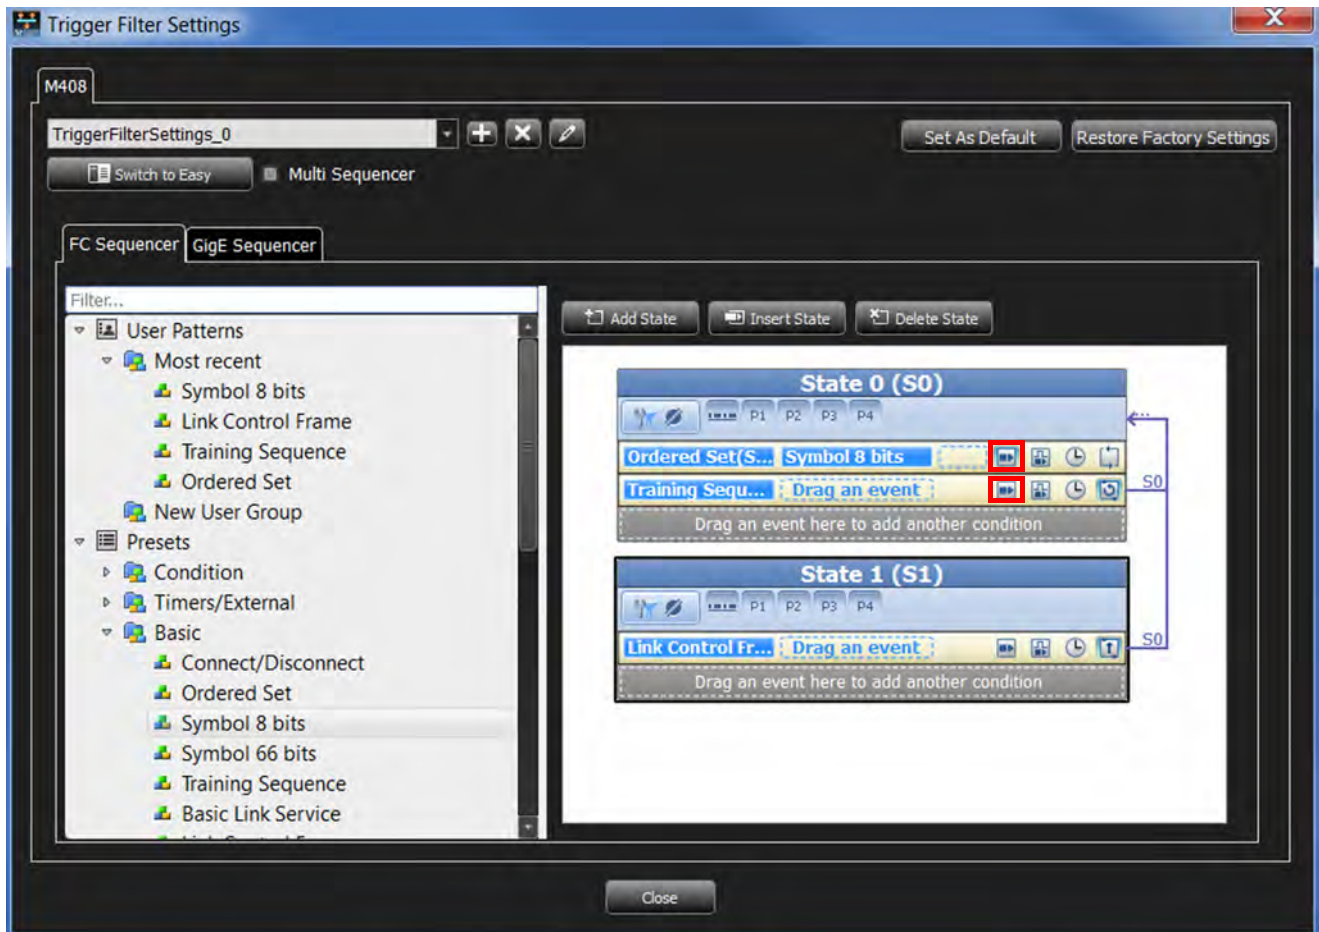 Trigger Filter Settings
X
M408
TriggerFilterSettings_0
Set As Default
Restore Factory Settings
Switch to Easy
Multi Sequencer
FC Sequencer
GigE Sequencer
Filter...
User Patterns
Most recent
Symbol 8 bits
Link Control Frame
Training Sequence
Ordered Set
New User Group
Presets
Condition
Timers/External
Basic
Connect/Disconnect
Ordered Set
Symbol 8 bits
Symbol 66 bits
Training Sequence
Basic Link Service
Add State
Insert State
Delete State
State 0 (S0)
P1 P2 P3 P4
Ordered Set(S... Symbol 8 bits
Training Sequ... Drag an event
S0
Drag an event here to add another condition
State 1 (S1)
P1 P2 P3 P4
Link Control Fr... Drag an event
S0
Drag an event here to add another condition
Close